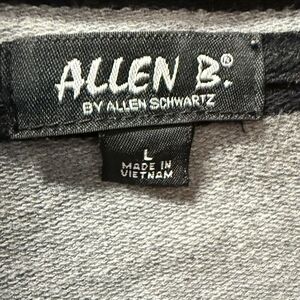 ALLEN B.®
BY ALLEN SCHWARTZ
L
MADE IN
VIETNAM